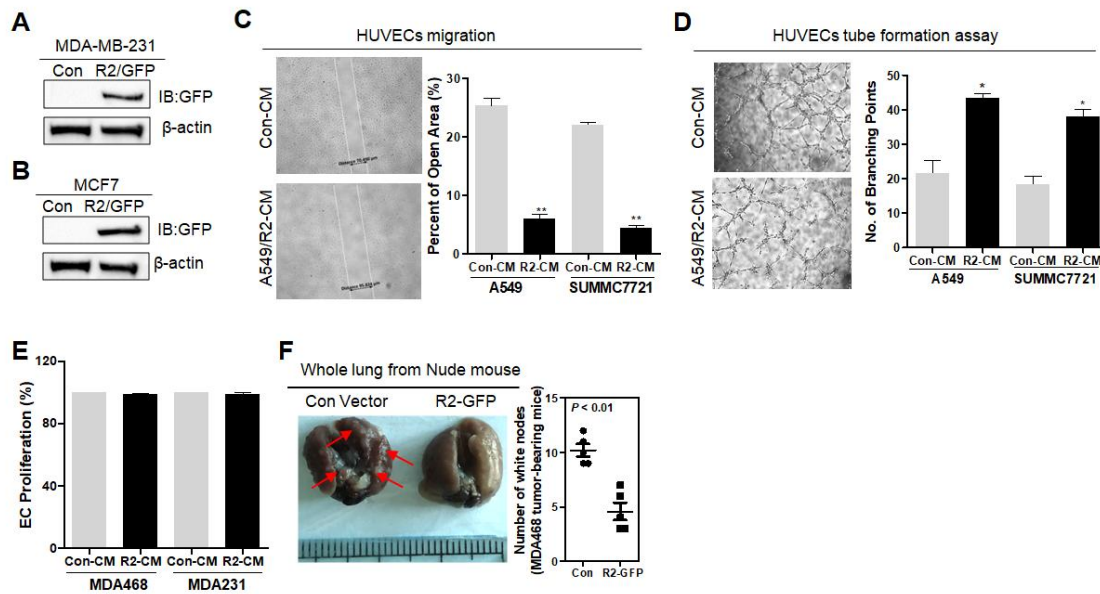 A
MDA-MB-231
Con R2/GFP
IB:GFP
β-actin
B
MCF7
Con R2/GFP
IB:GFP
β-actin
C
HUVECs migration
Con-CM
A549/R2-CM
Percent of Open Area (%)
30
20
10
0
**
**
Con-CM R2-CM Con-CM R2-CM
A549 SUMMC7721
D
HUVECs tube formation assay
Con-CM
A549/R2-CM
No. of Branching Points
50
40
30
20
10
0
*
*
Con-CM R2-CM Con-CM R2-CM
A549 SUMMC7721
E
EC Proliferation (%)
120
80
40
0
Con-CM R2-CM Con-CM R2-CM
MDA468 MDA231
F
Whole lung from Nude mouse
Con Vector R2-GFP
Number of white nodes
(MDA468 tumor-bearing mice)
15
10
5
0
P < 0.01
Con R2-GFP